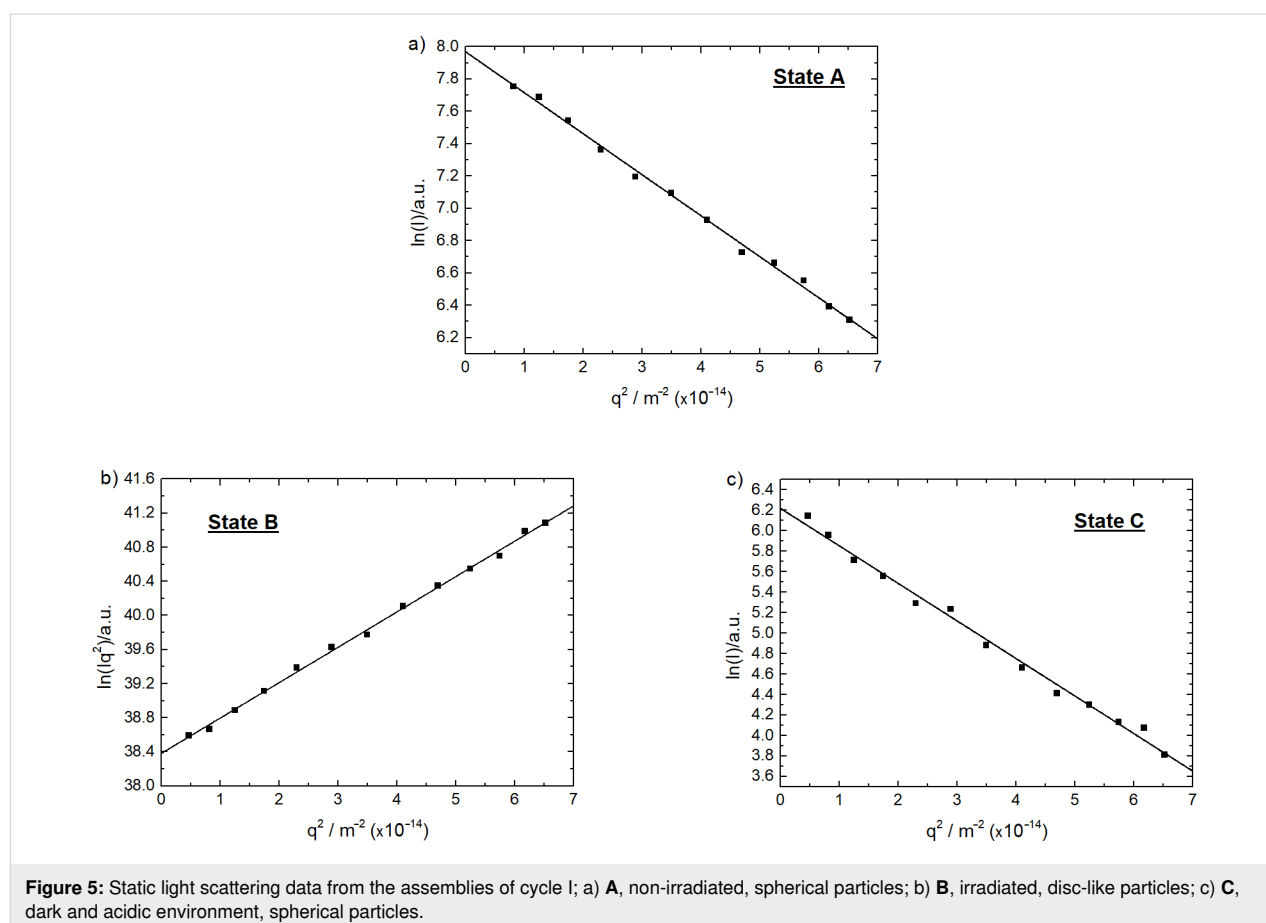 a)
State A
8.0
7.8
7.6
7.4
7.2
7.0
6.8
6.6
6.4
6.2
ln(I)/a.u.
0 1 2 3 4 5 6 7
q² / m⁻² (x10⁻¹⁴)
b)
State B
41.6
41.2
40.8
40.4
40.0
39.6
39.2
38.8
38.4
38.0
ln(Iq²)/a.u.
0 1 2 3 4 5 6 7
q² / m⁻² (x10⁻¹⁴)
c)
State C
6.4
6.2
6.0
5.8
5.6
5.4
5.2
5.0
4.8
4.6
4.4
4.2
4.0
3.8
3.6
ln(I)/a.u.
0 1 2 3 4 5 6 7
q² / m⁻² (x10⁻¹⁴)
Figure 5: Static light scattering data from the assemblies of cycle I; a) A, non-irradiated, spherical particles; b) B, irradiated, disc-like particles; c) C,
dark and acidic environment, spherical particles.